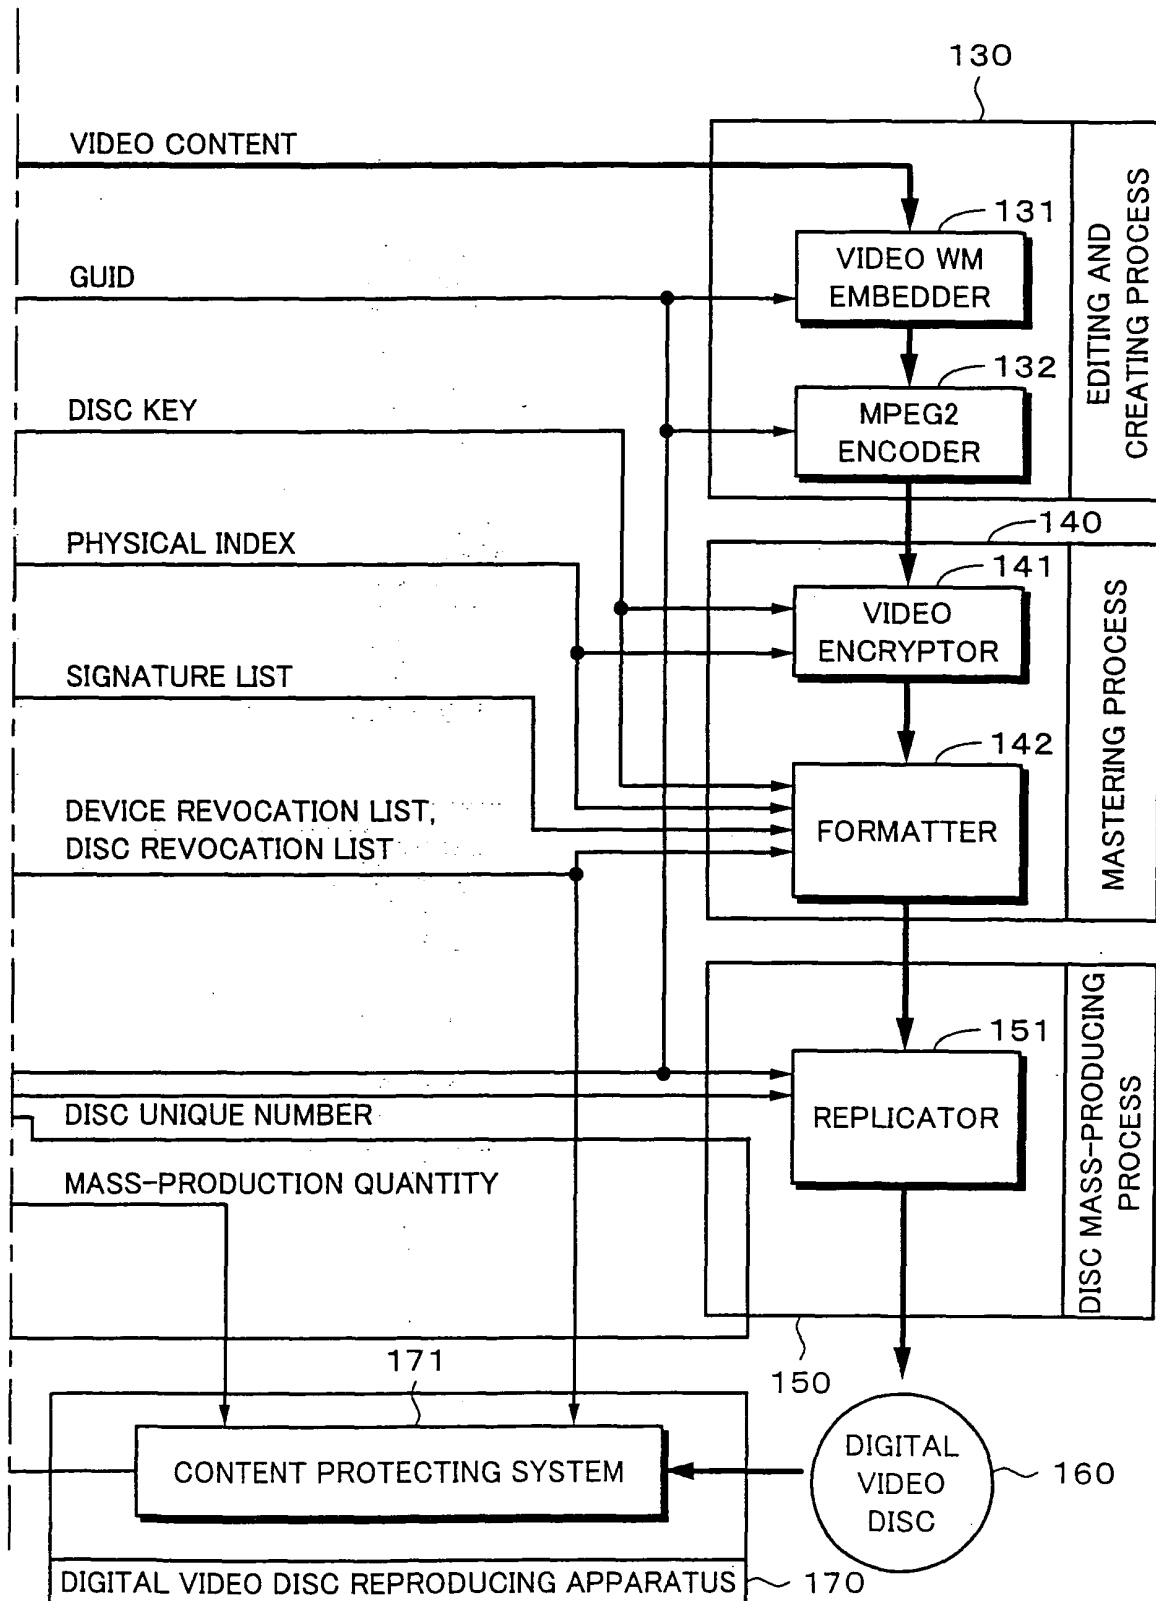 130
VIDEO CONTENT
131
VIDEO WM
EMBEDDER
GUID
132
MPEG2
ENCODER
DISC KEY
EDITING AND
CREATING PROCESS
140
PHYSICAL INDEX
141
VIDEO
ENCRYPTOR
SIGNATURE LIST
142
FORMATTER
DEVICE REVOCATION LIST,
DISC REVOCATION LIST
MASTERING PROCESS
151
REPLICATOR
DISC UNIQUE NUMBER
MASS-PRODUCTION QUANTITY
DISC MASS-PRODUCING
PROCESS
150
171
CONTENT PROTECTING SYSTEM
DIGITAL
VIDEO
DISC
160
DIGITAL VIDEO DISC REPRODUCING APPARATUS
170